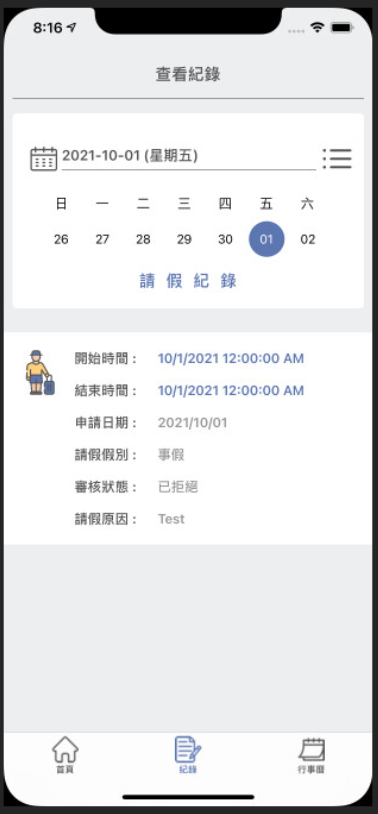 8:16
查看紀錄
2021-10-01 (星期五)
日 一 二 三 四 五 六
26 27 28 29 30 01 02
請 假 紀 錄
開始時間： 10/1/2021 12:00:00 AM
結束時間： 10/1/2021 12:00:00 AM
申請日期： 2021/10/01
請假假別： 事假
審核狀態： 已拒絕
請假原因： Test
首頁 紀錄 行事曆